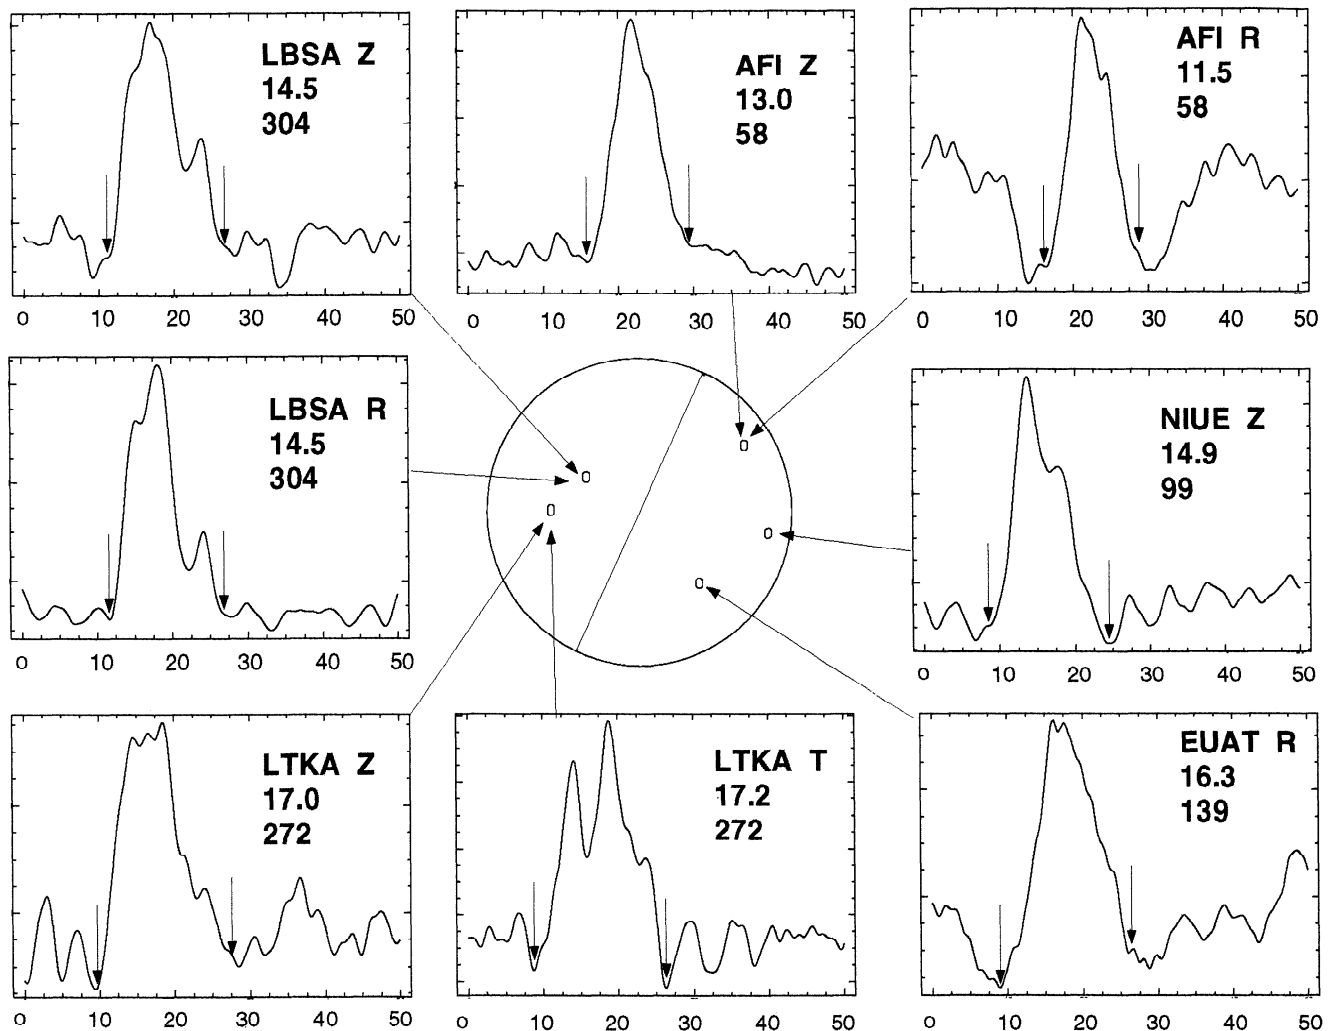 LBSA Z
14.5
304
0 10 20 30 40 50
AFI Z
13.0
58
0 10 20 30 40 50
AFI R
11.5
58
0 10 20 30 40 50
LBSA R
14.5
304
0 10 20 30 40 50
NIUE Z
14.9
99
0 10 20 30 40 50
LTKA Z
17.0
272
0 10 20 30 40 50
LTKA T
17.2
272
0 10 20 30 40 50
EUAT R
16.3
139
0 10 20 30 40 50